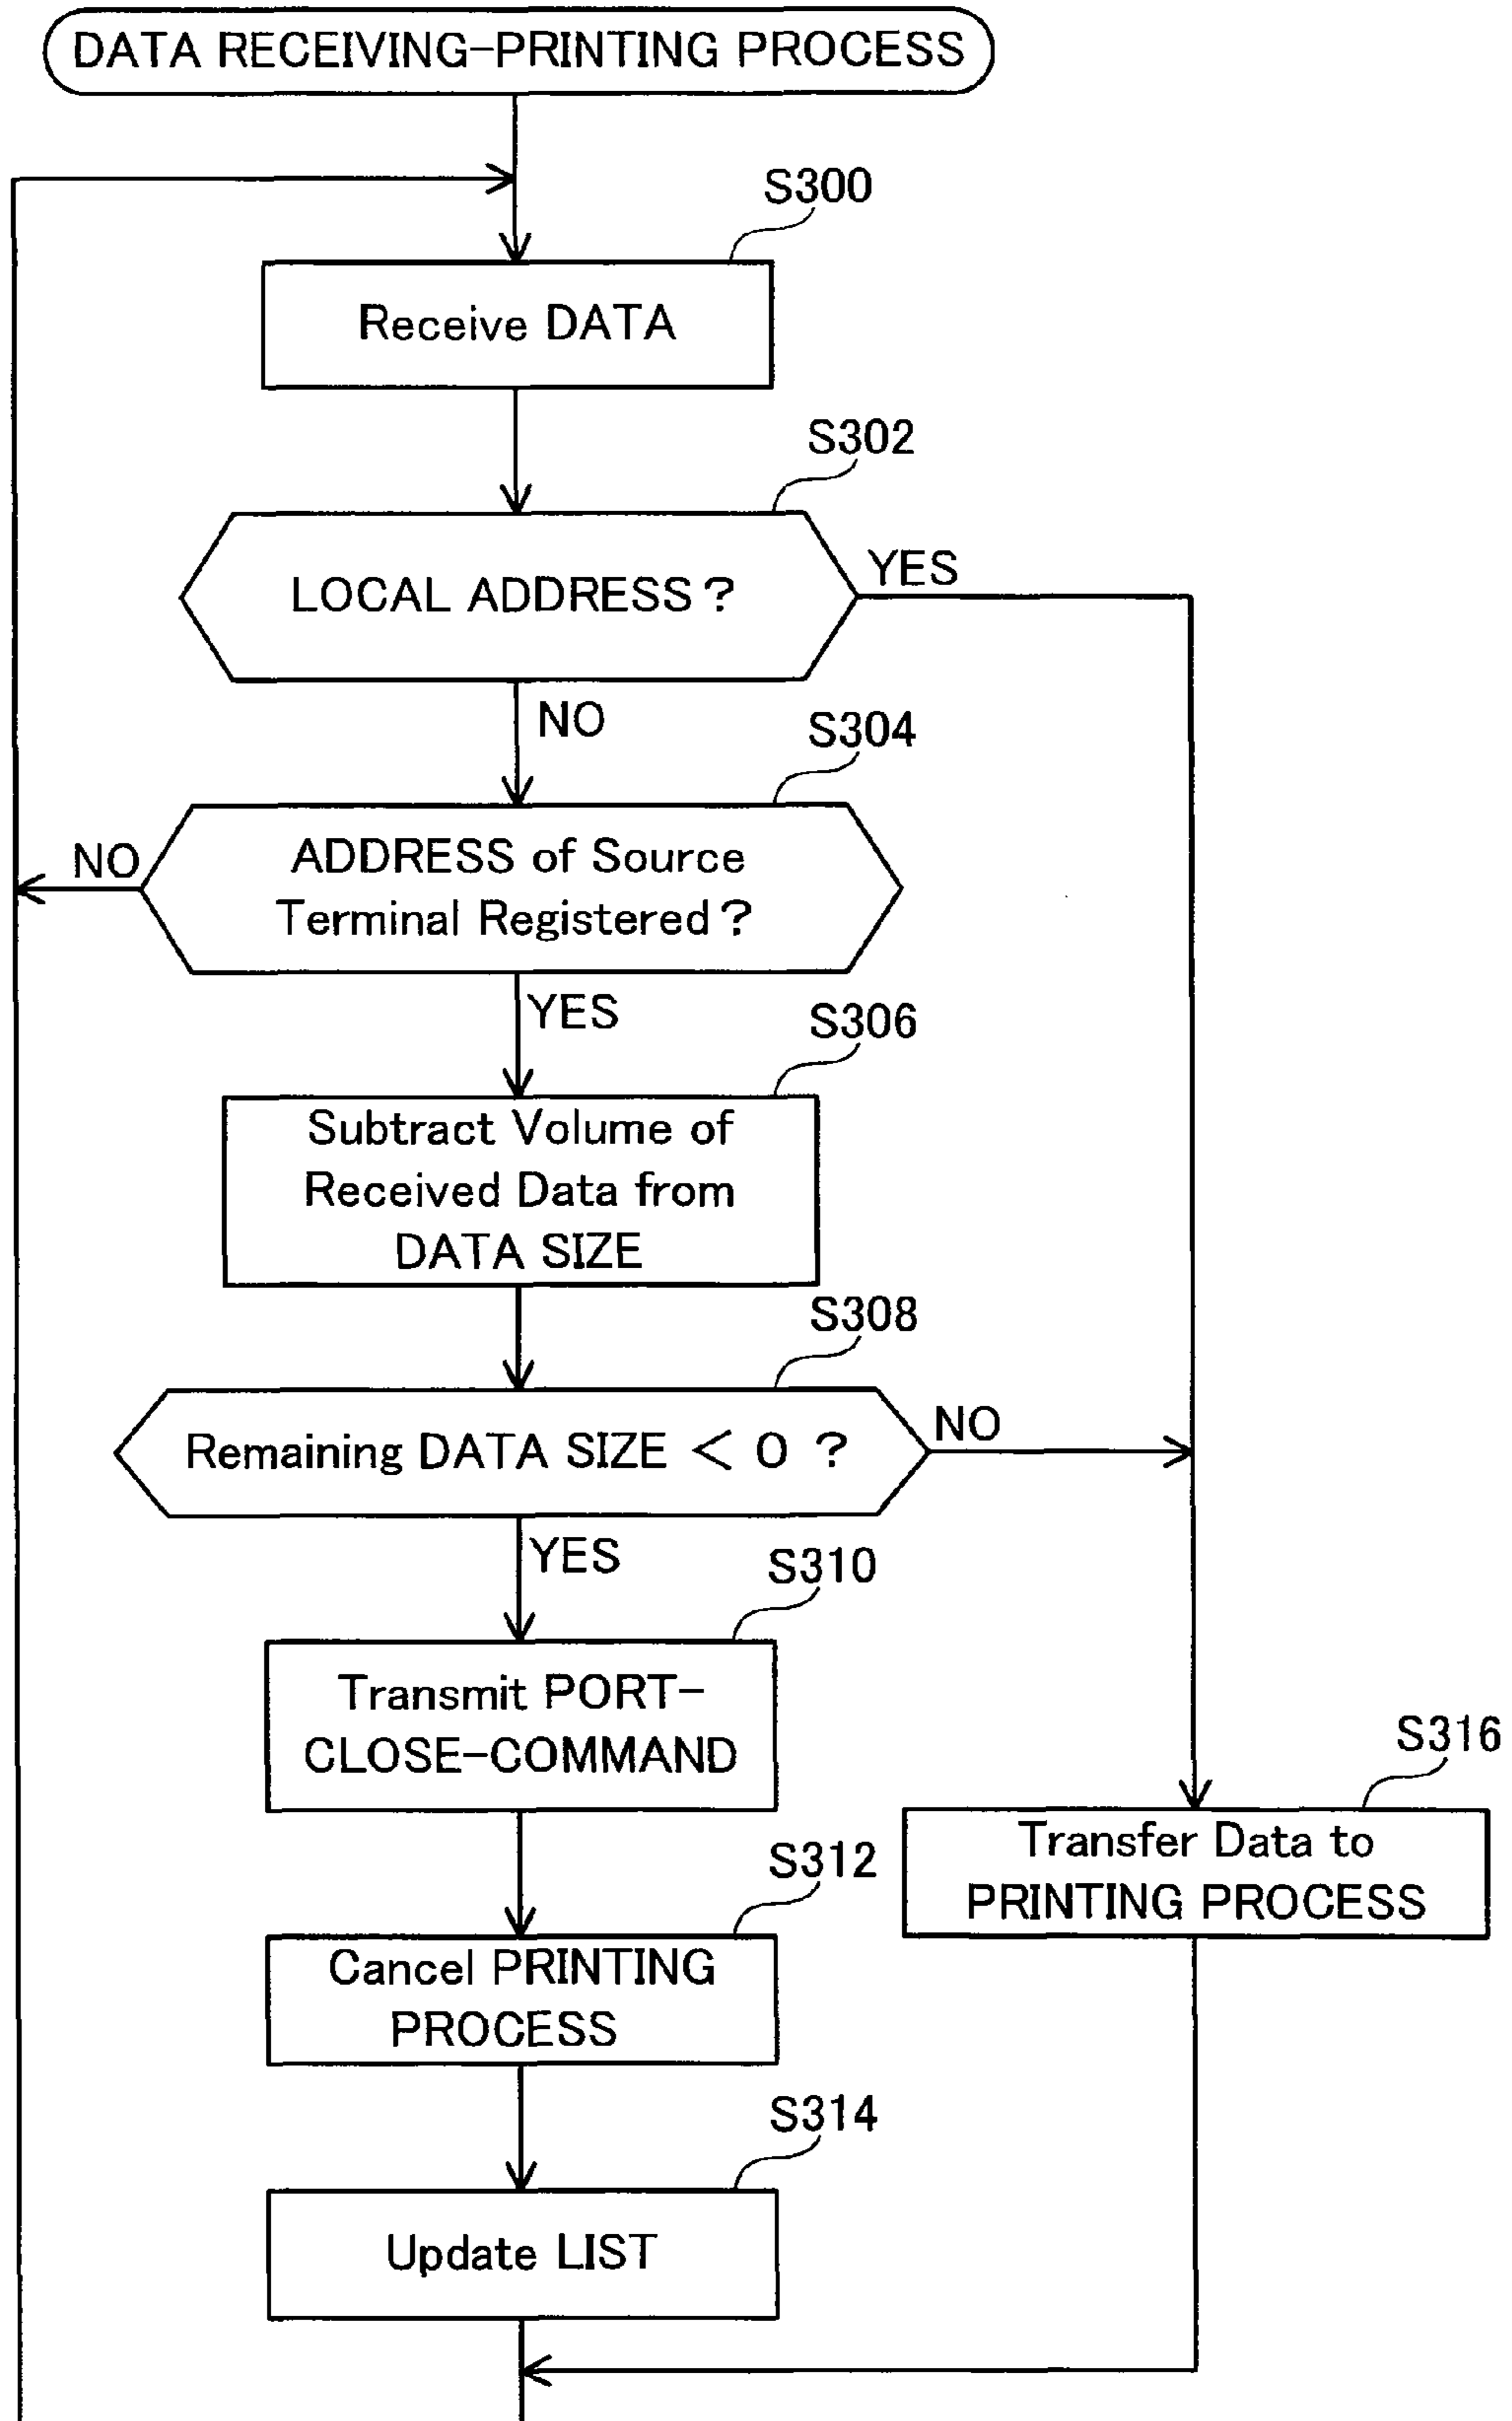 DATA RECEIVING-PRINTING PROCESS
S300
Receive DATA
S302
LOCAL ADDRESS?
YES
NO
S304
ADDRESS of Source
Terminal Registered?
NO
YES
S306
Subtract Volume of
Received Data from
DATA SIZE
S308
Remaining DATA SIZE < 0 ?
NO
YES
S310
Transmit PORT-
CLOSE-COMMAND
S316
Transfer Data to
PRINTING PROCESS
S312
Cancel PRINTING
PROCESS
S314
Update LIST